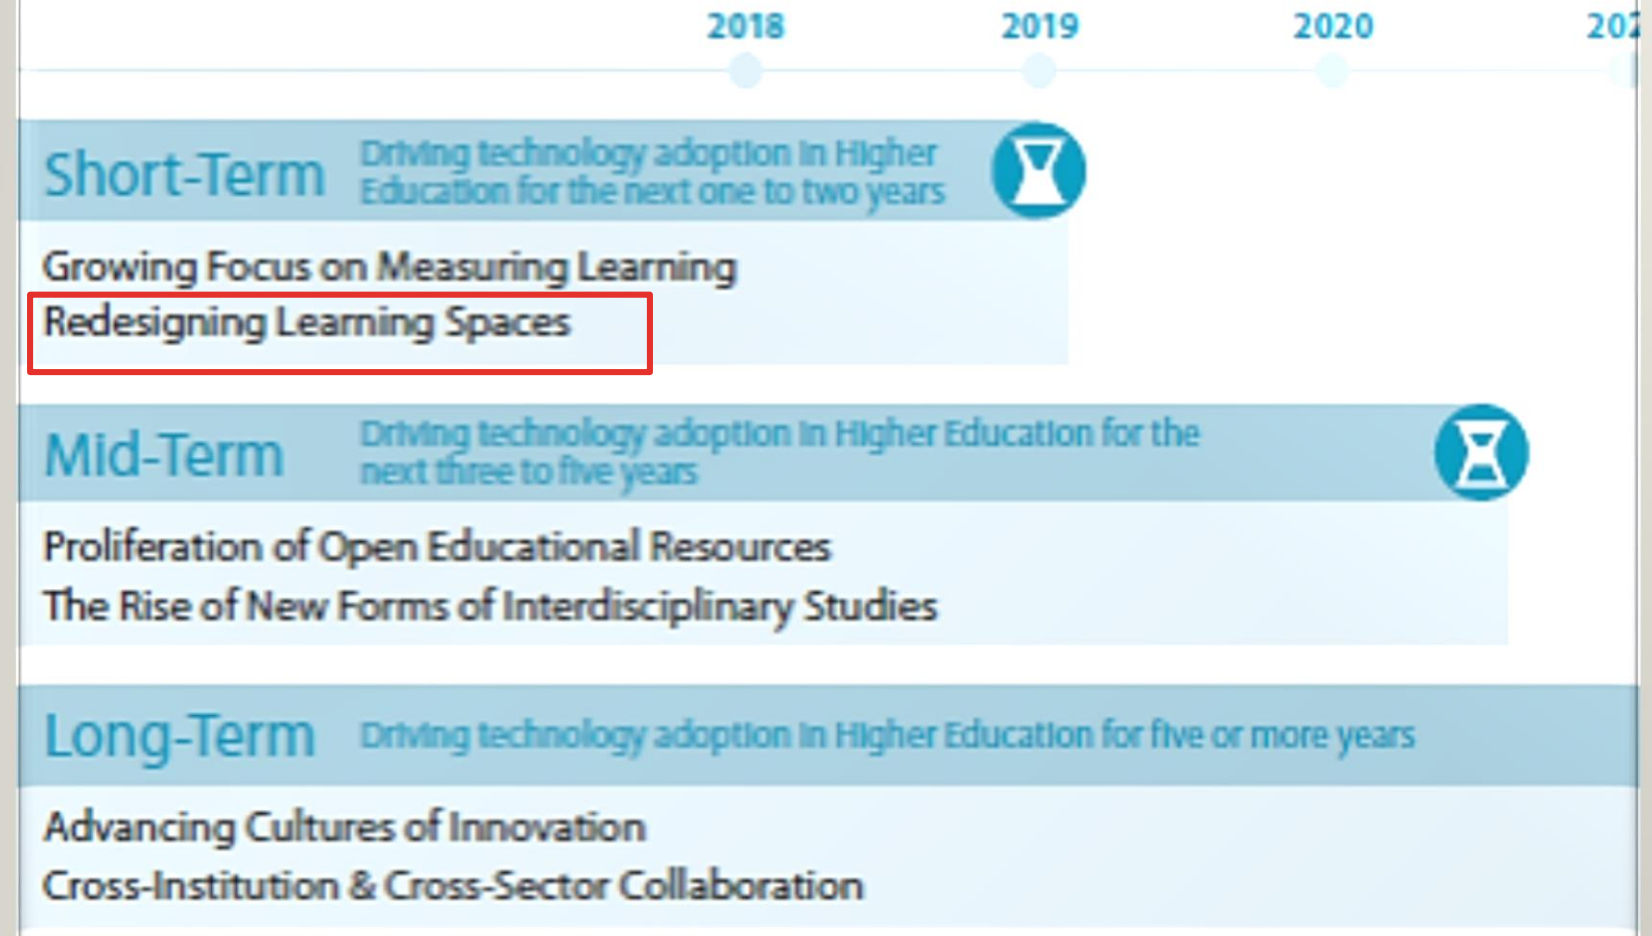 2018 2019 2020 202
Short-Term
Driving technology adoption in Higher
Education for the next one to two years
Growing Focus on Measuring Learning
Redesigning Learning Spaces
Mid-Term
Driving technology adoption in Higher Education for the
next three to five years
Proliferation of Open Educational Resources
The Rise of New Forms of Interdisciplinary Studies
Long-Term
Driving technology adoption in Higher Education for five or more years
Advancing Cultures of Innovation
Cross-Institution & Cross-Sector Collaboration